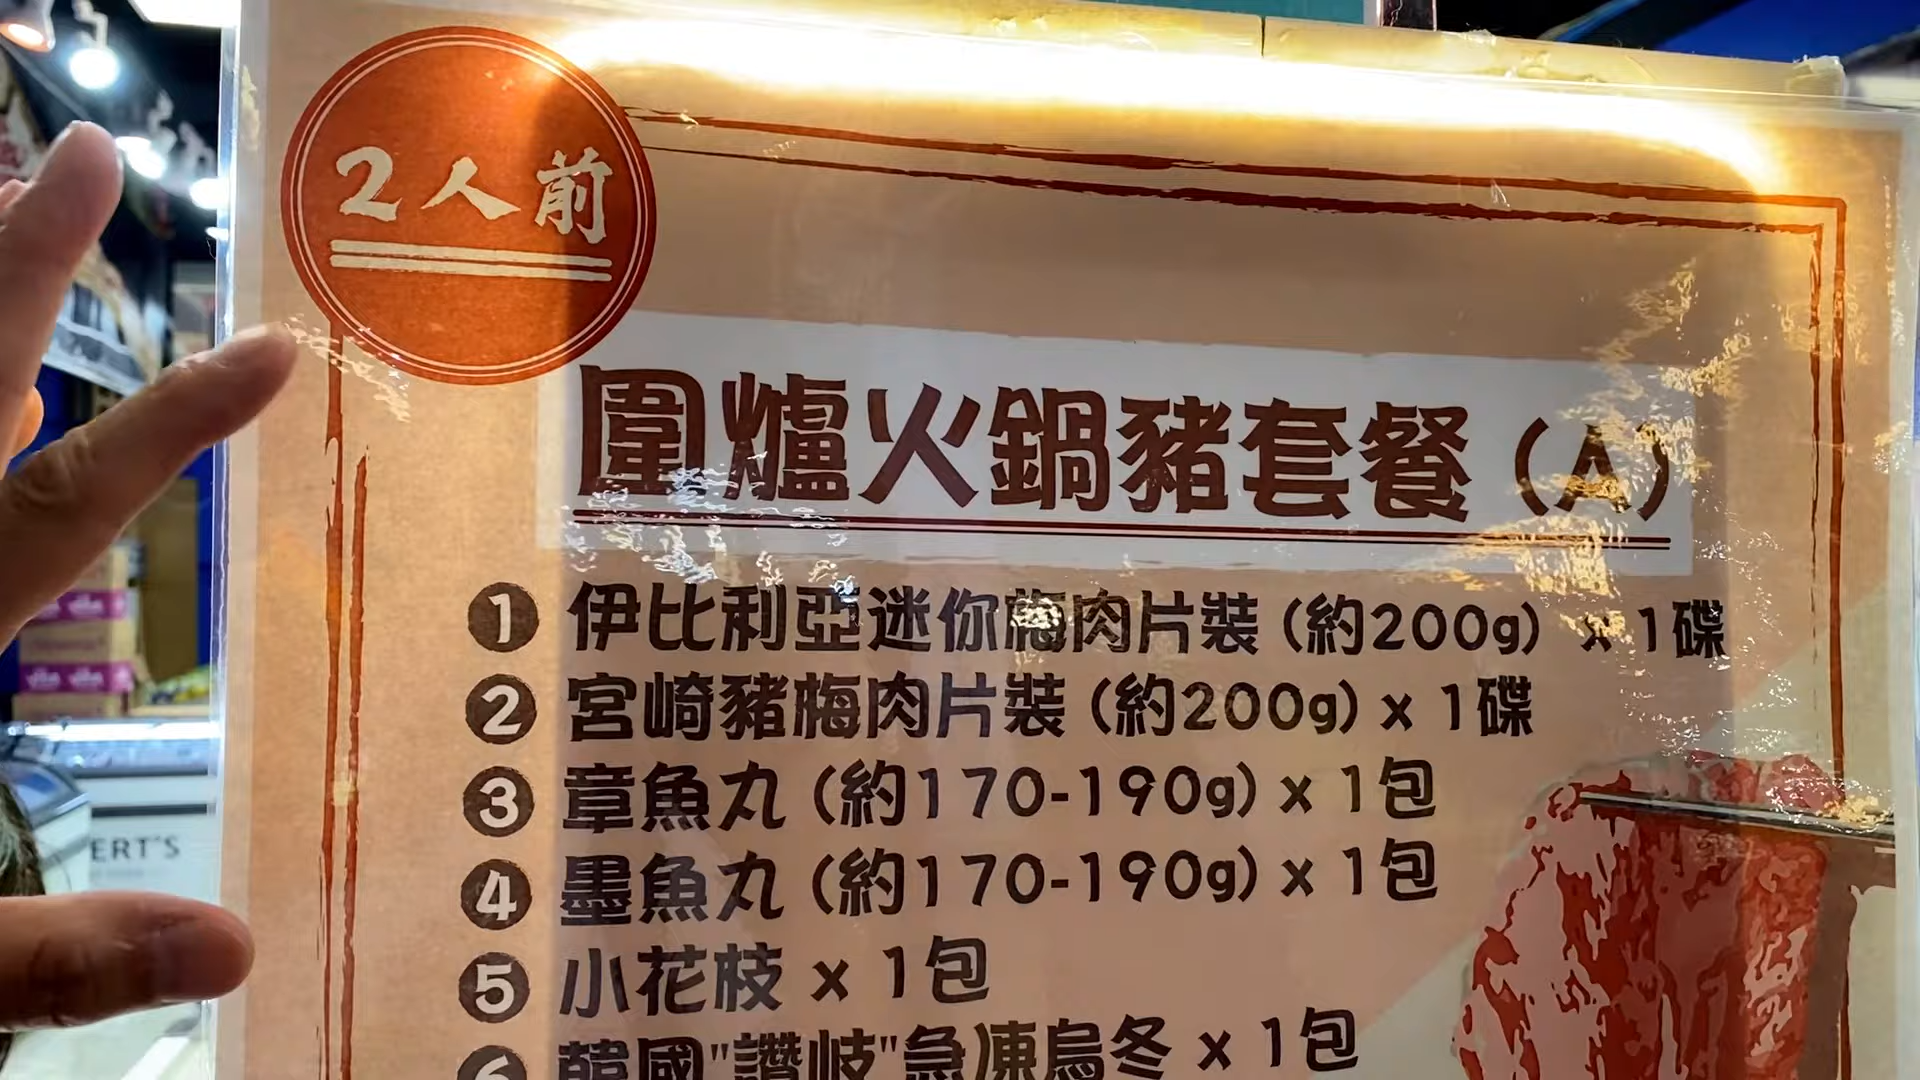 2人前
圍爐火鍋豬套餐 (A)
1 伊比利亞迷你梅肉片裝 (約200g) x 1碟
2 宮崎豬梅肉片裝 (約200g) x 1碟
3 章魚丸 (約170-190g) x 1包
4 墨魚丸 (約170-190g) x 1包
5 小花枝 x 1包
6 韓國"讚岐"急凍烏冬 x 1包
ERT'S